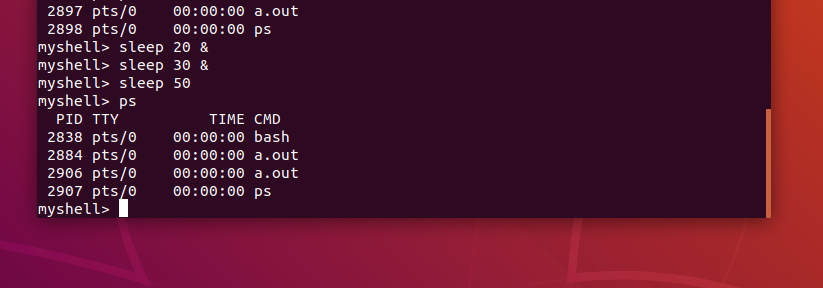 2897 pts/0    00:00:00 a.out
 2898 pts/0    00:00:00 ps
myshell> sleep 20 &
myshell> sleep 30 &
myshell> sleep 50
myshell> ps
  PID TTY          TIME CMD
 2838 pts/0    00:00:00 bash
 2884 pts/0    00:00:00 a.out
 2906 pts/0    00:00:00 a.out
 2907 pts/0    00:00:00 ps
myshell>